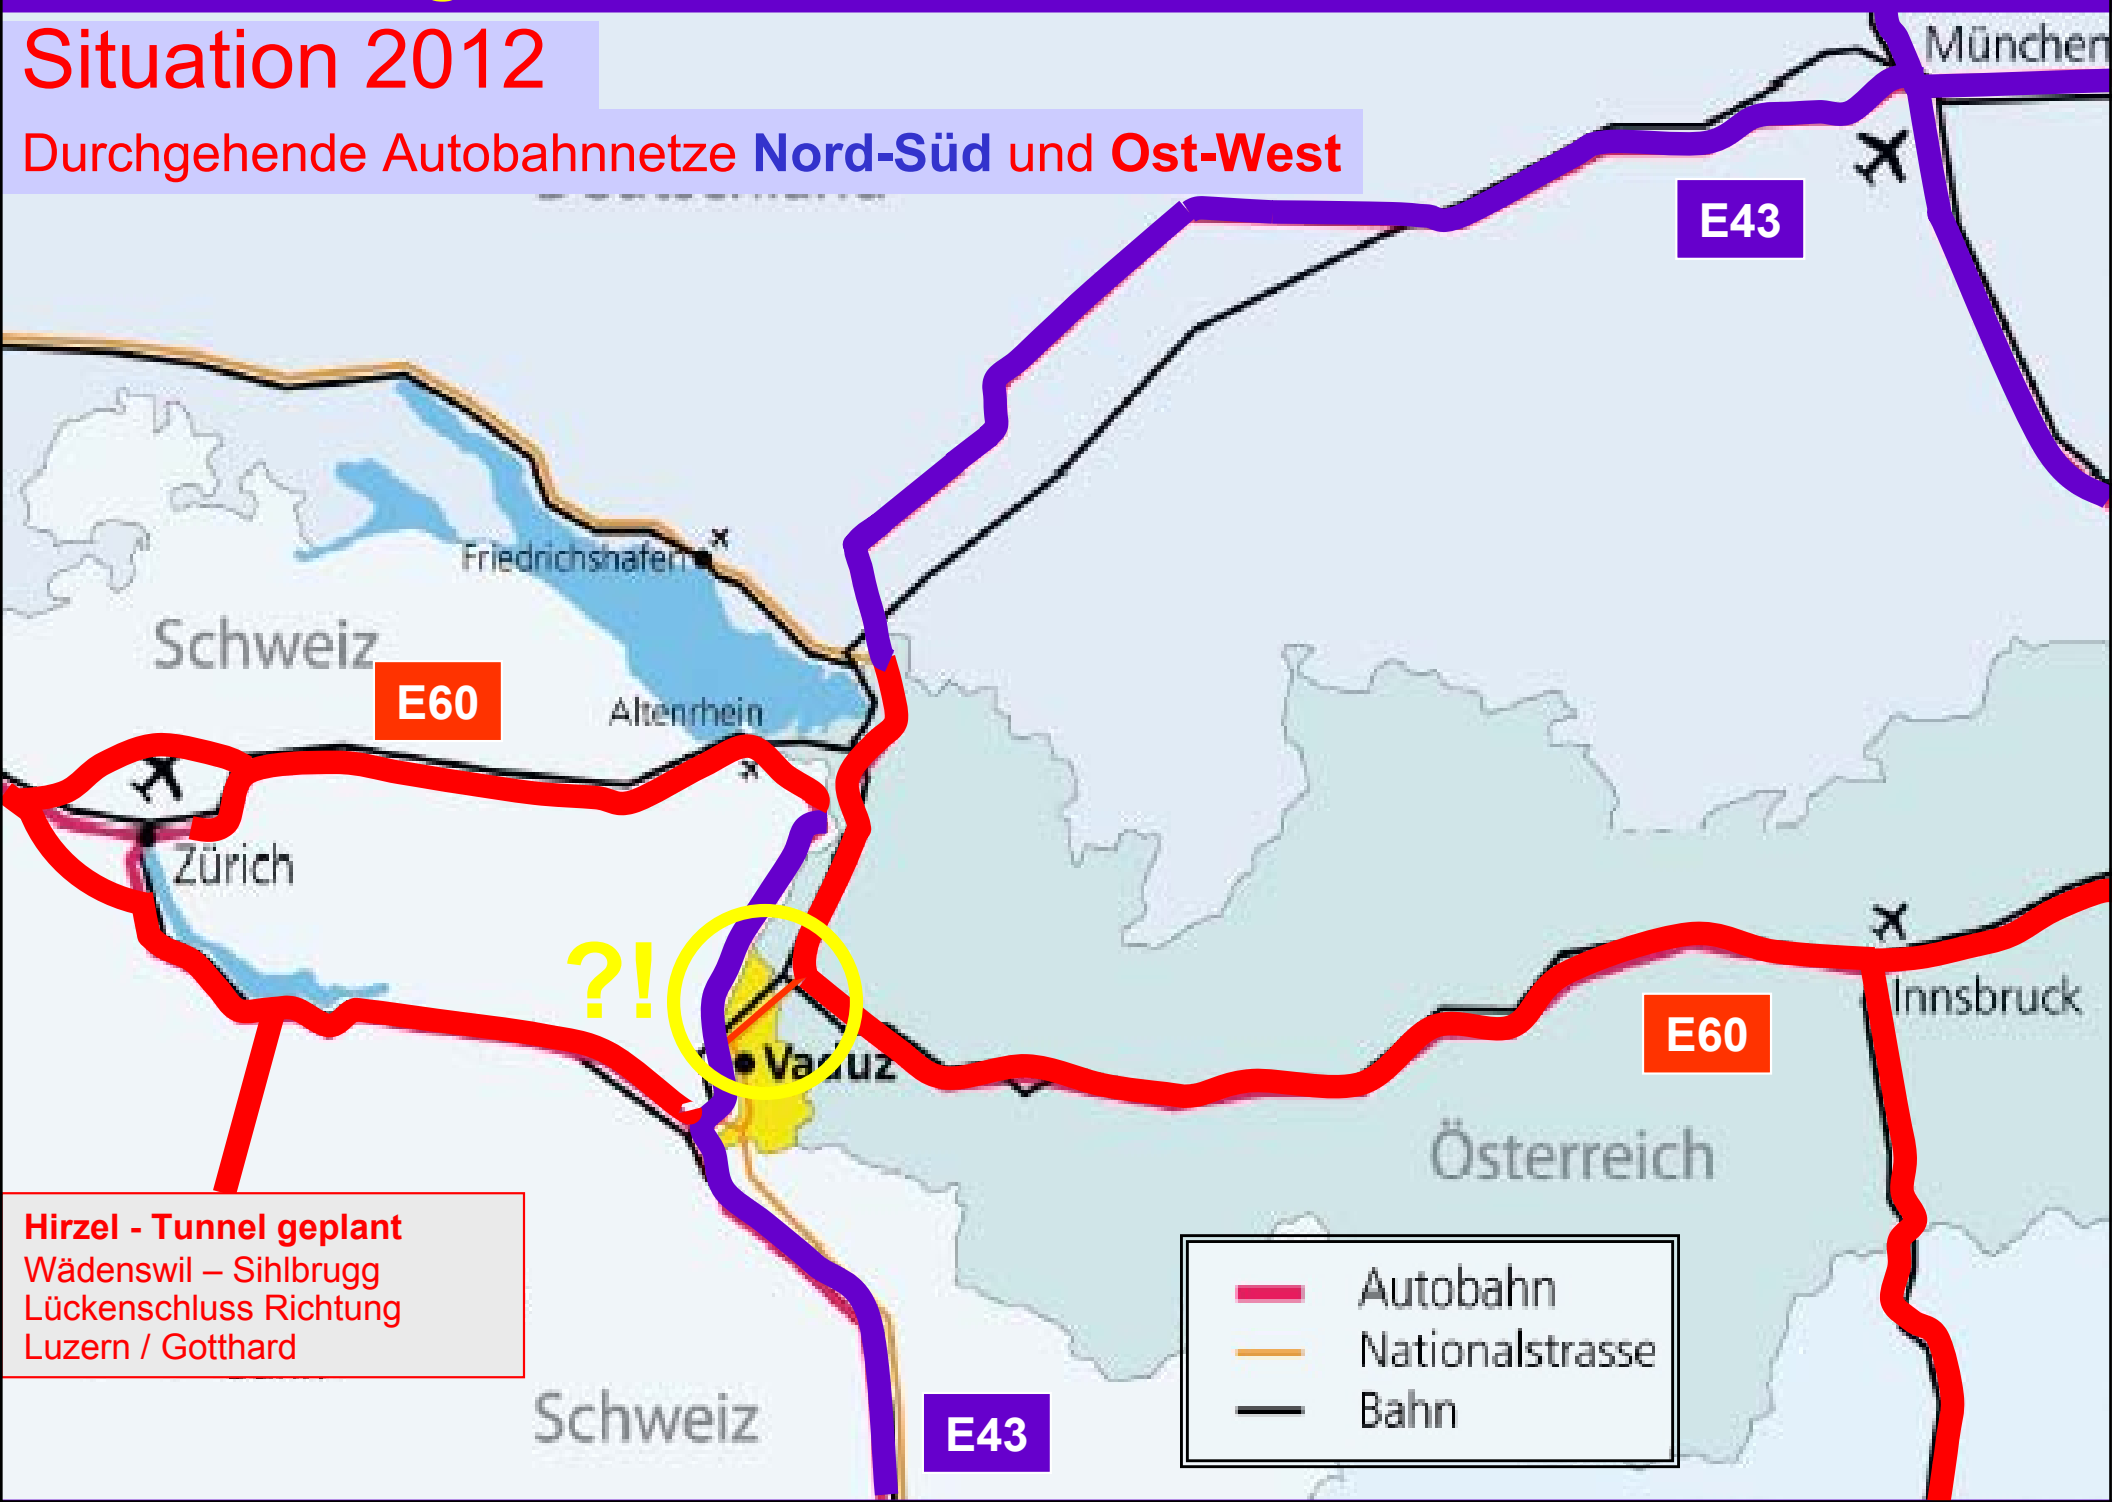 Situation 2012
Durchgehende Autobahnnetze Nord-Süd und Ost-West
München
E43
Friedrichshafen
Schweiz
E60
Altenrhein
Zürich
?!
Vaduz
Innsbruck
E60
Österreich
Hirzel - Tunnel geplant
Wädenswil – Sihlbrugg
Lückenschluss Richtung
Luzern / Gotthard
Autobahn
Nationalstrasse
Bahn
Schweiz
E43